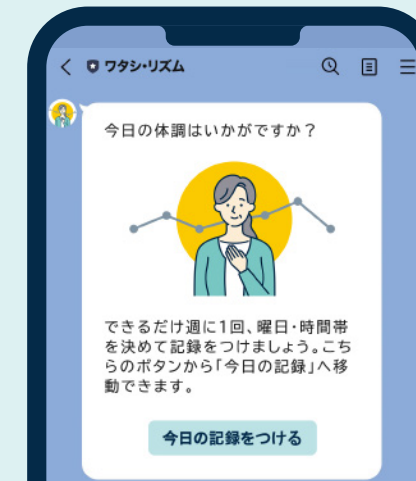 ワタシ・リズム
今日の体調はいかがですか？
できるだけ週に1回、曜日・時間帯
を決めて記録をつけましょう。こち
らのボタンから「今日の記録」へ移
動できます。
今日の記録をつける